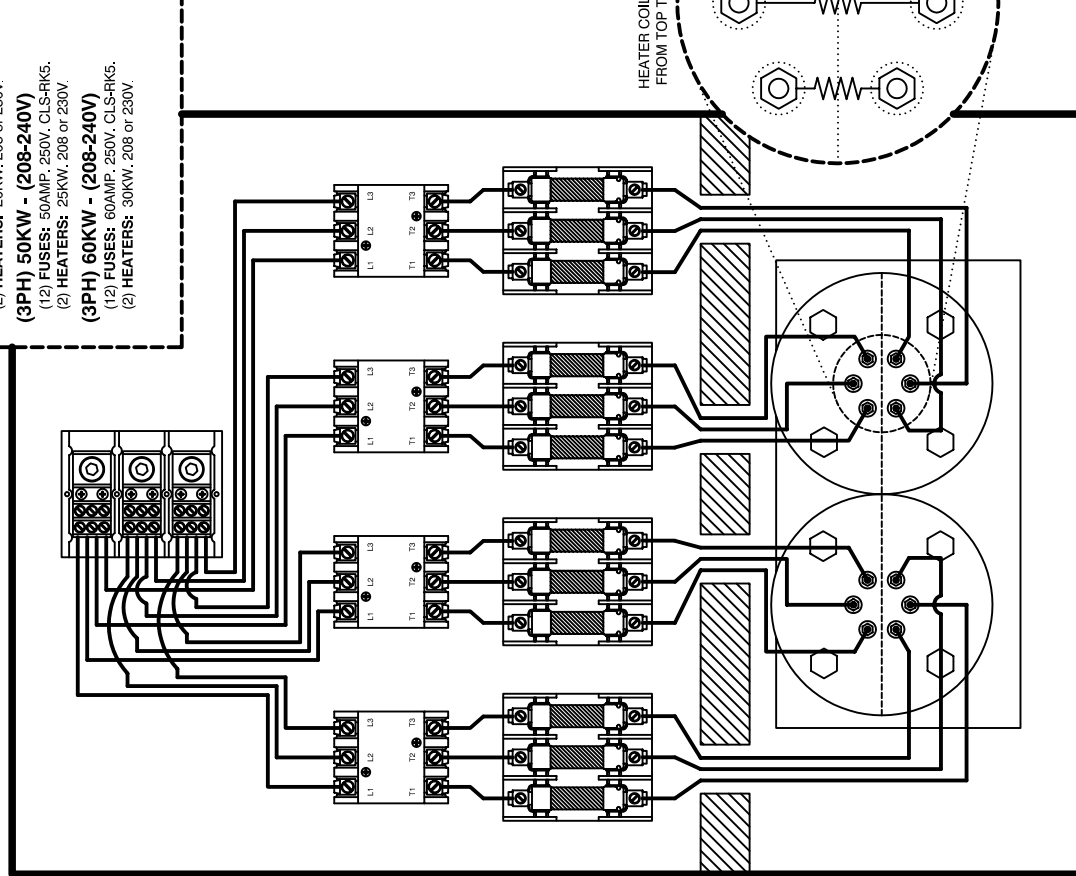 (3PH) 50KW - (208-240V)
(12) FUSES: 50AMP. 250V. CLS-RK5.
(2) HEATERS: 25KW. 208 or 230V.
(3PH) 60KW - (208-240V)
(12) FUSES: 60AMP. 250V. CLS-RK5.
(2) HEATERS: 30KW. 208 or 230V.
HEATER COIL
FROM TOP T
L3 T3
L2 T2
L1 T1
L3 T3
L2 T2
L1 T1
L3 T3
L2 T2
L1 T1
L3 T3
L2 T2
L1 T1